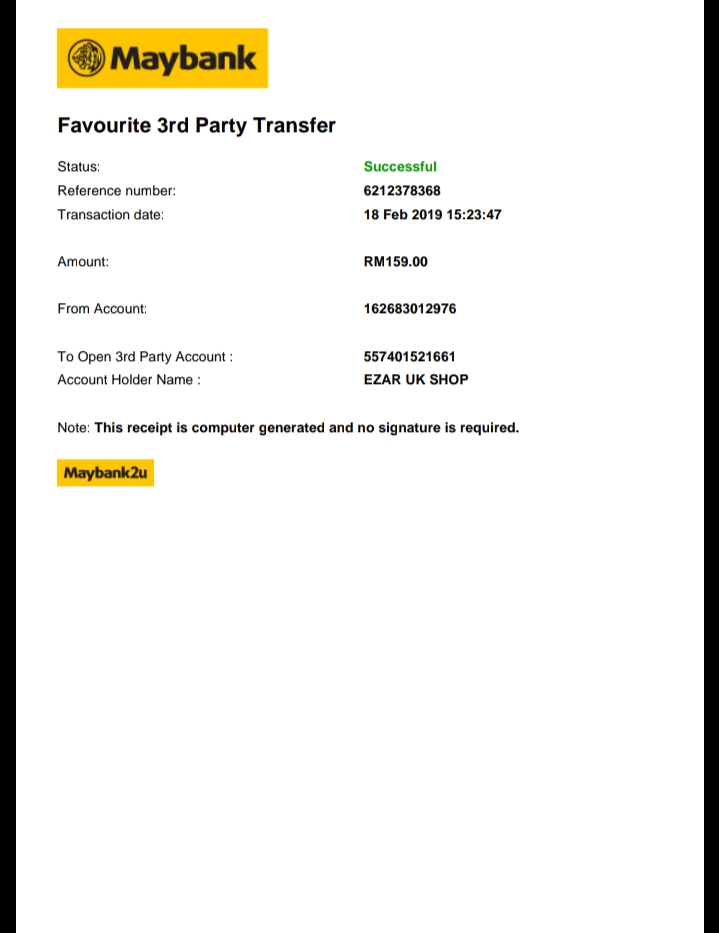 Maybank
Favourite 3rd Party Transfer
Status: Successful
Reference number: 6212378368
Transaction date: 18 Feb 2019 15:23:47
Amount: RM159.00
From Account: 162683012976
To Open 3rd Party Account : 557401521661
Account Holder Name : EZAR UK SHOP
Note: This receipt is computer generated and no signature is required.
Maybank2u